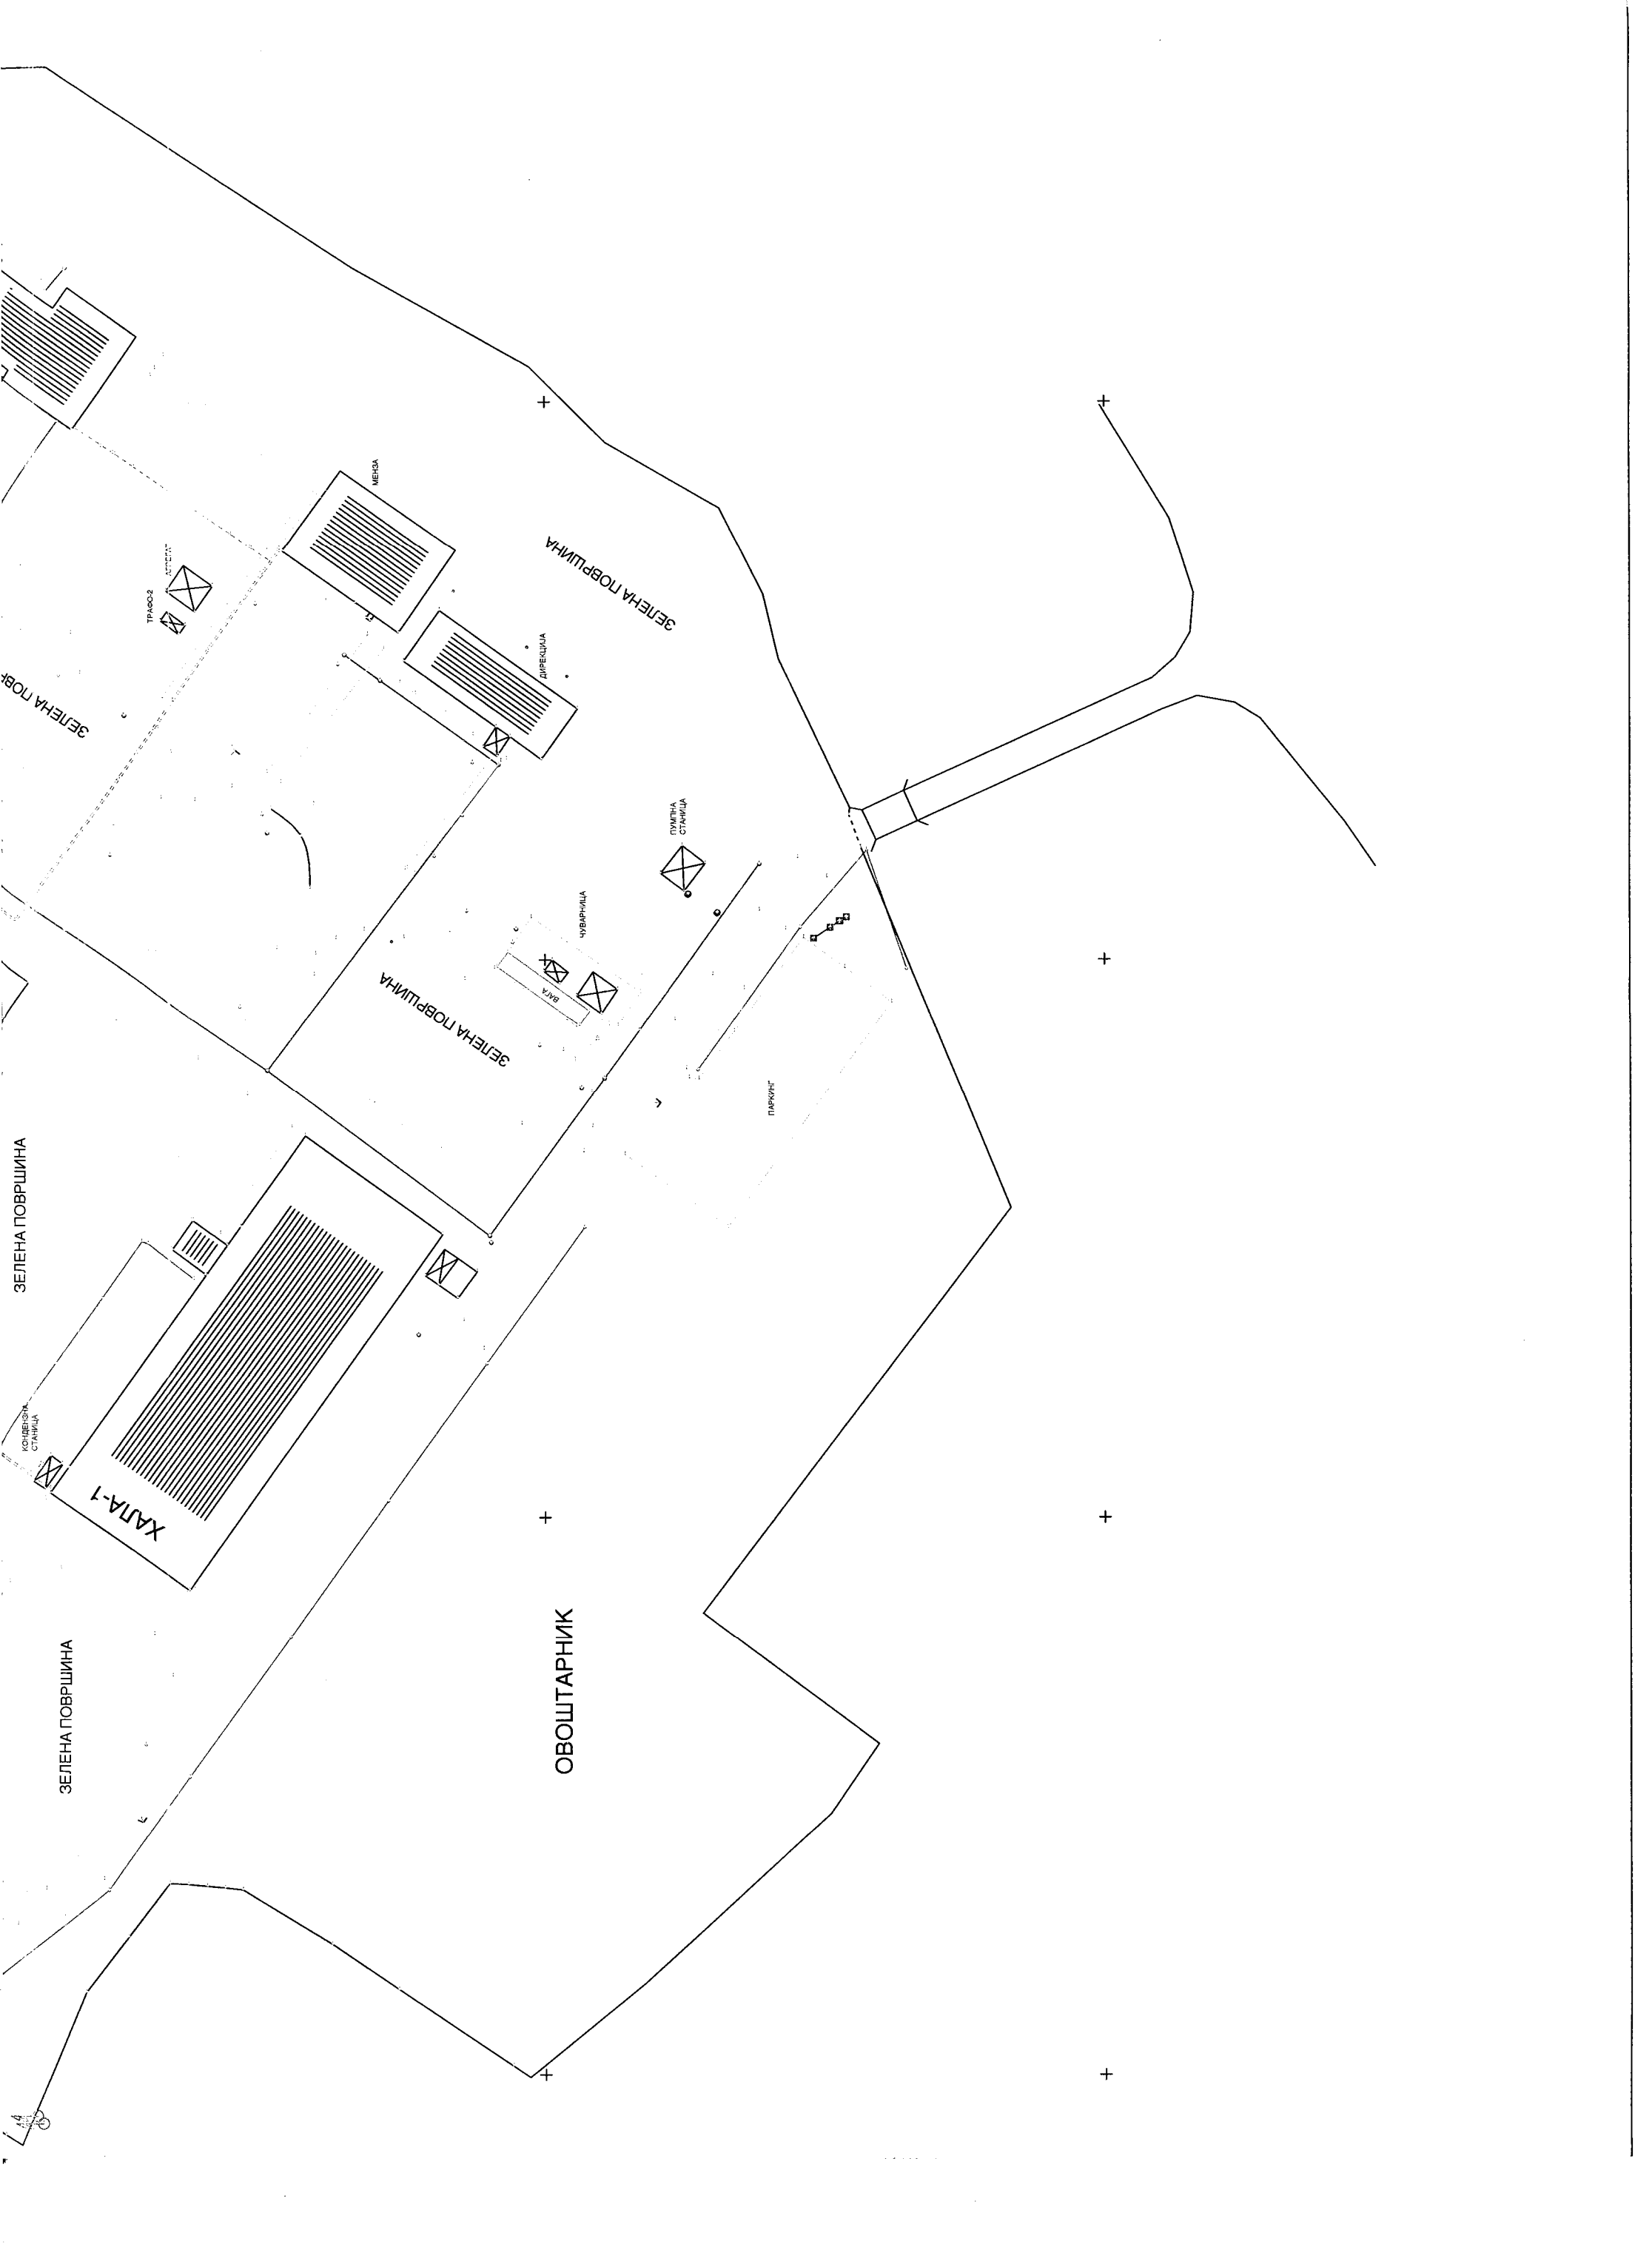 МЕНЗА
ЗЕЛЕНА ПОВРШИНА
ТРАФО-2
ДИРЕКЦИЈА
ЗЕЛЕНА
ПУМПНА
СТАНИЦА
ЧУВАРНИЦА
ВАГА
ЗЕЛЕНА ПОВРШИНА
ПАРКИНГ
ЗЕЛЕНА ПОВРШИНА
КОНДЕНЗНА
СТАНИЦА
ХАЛА-1
ЗЕЛЕНА ПОВРШИНА
ОВОШТАРНИК